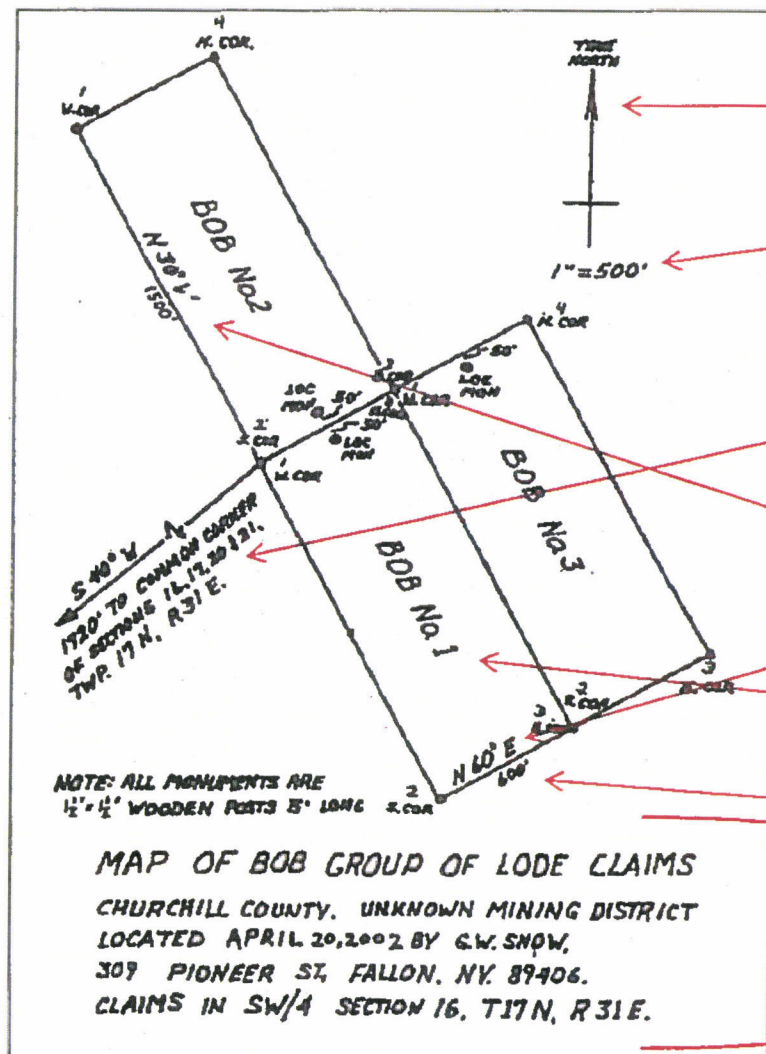 4
N. COR.
TRUE
NORTH
1
W. COR
BOB No.2
N 30° W
1500'
1"=500'
4
N. COR
50'
LOC
MON
3
1
W. COR
LOC
MON
50'
50'
LOC
MON
2
S. COR
1
W. COR
BOB No.3
BOB No.1
S 40° W
1920' TO COMMON CORNER
OF SECTIONS 16, 17, 20 & 21,
TWP. 17 N, R 31 E.
3
E. COR
2
S. COR
3
N 60° E
600'
2
S. COR
NOTE: ALL MONUMENTS ARE
1½" × 1½" WOODEN POSTS LONG
MAP OF BOB GROUP OF LODE CLAIMS
CHURCHILL COUNTY. UNKNOWN MINING DISTRICT
LOCATED APRIL 20, 2002 BY G.W. SNOW,
309 PIONEER ST, FALLON, NV. 89406.
CLAIMS IN SW/4 SECTION 16, T17N, R31E.